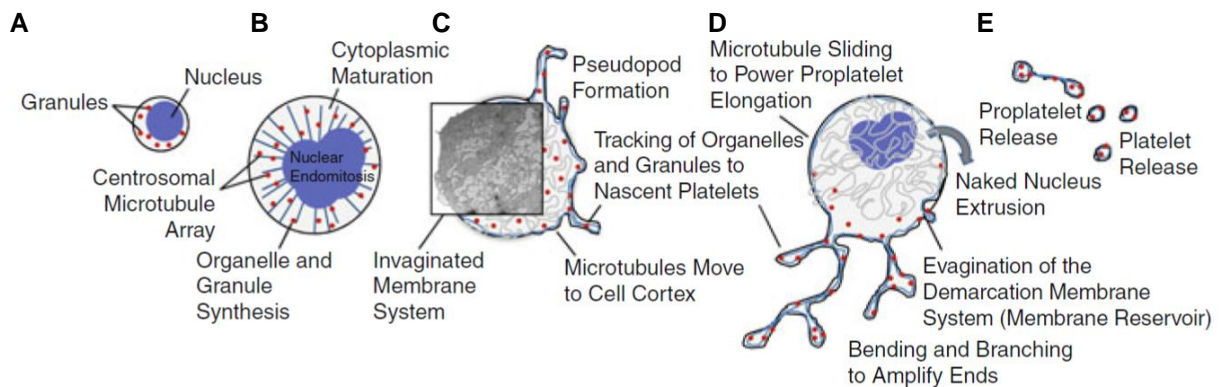 A
B
C
D
E
Granules
Nucleus
Centrosomal
Microtubule
Array
Cytoplasmic
Maturation
Nuclear
Endomitosis
Organelle and
Granule
Synthesis
Pseudopod
Formation
Invaginated
Membrane
System
Tracking of Organelles
and Granules to
Nascent Platelets
Microtubules Move
to Cell Cortex
Microtubule Sliding
to Power Proplatelet
Elongation
Naked Nucleus
Extrusion
Evagination of the
Demarcation Membrane
System (Membrane Reservoir)
Bending and Branching
to Amplify Ends
Proplatelet
Release
Platelet
Release